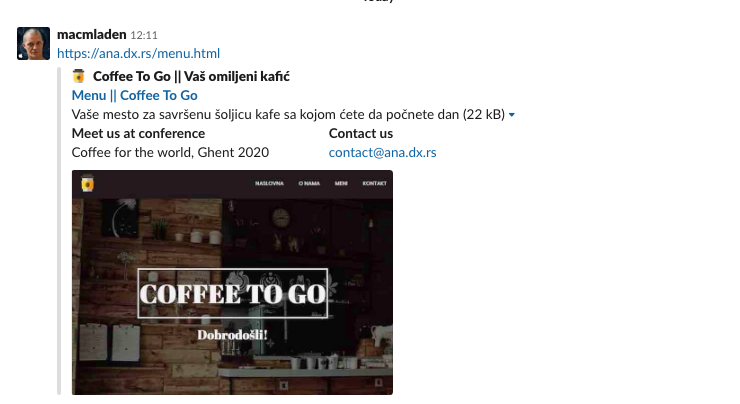 macmladen 12:11
https://ana.dx.rs/menu.html
Coffee To Go || Vaš omiljeni kafić
Menu || Coffee To Go
Vaše mesto za savršenu šoljicu kafe sa kojom ćete da počnete dan (22 kB)
Meet us at conference Contact us
Coffee for the world, Ghent 2020 contact@ana.dx.rs
NASLOVNA O NAMA MENI KONTAKT
COFFEE TO GO
Dobrodošli!